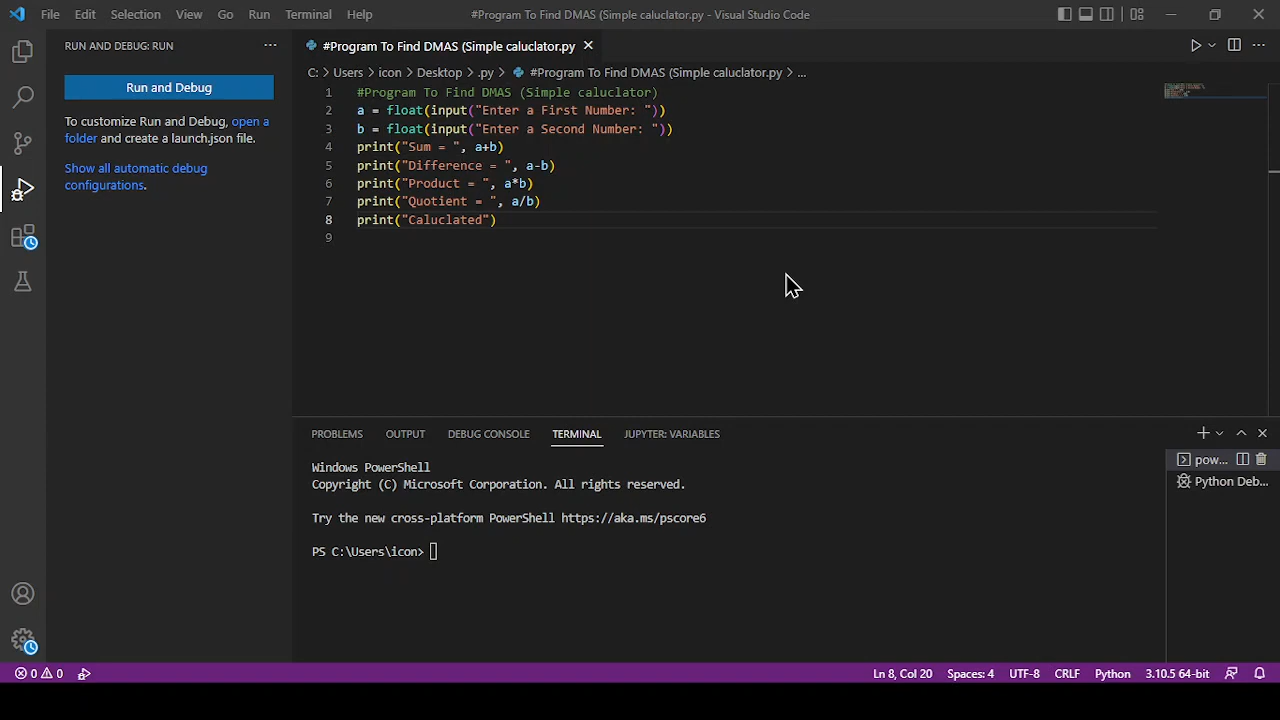 File Edit Selection View Go Run Terminal Help #Program To Find DMAS (Simple caluclator.py - Visual Studio Code
RUN AND DEBUG: RUN
Run and Debug
To customize Run and Debug, open a
folder and create a launch.json file.
Show all automatic debug
configurations.
#Program To Find DMAS (Simple caluclator.py
C: > Users > icon > Desktop > .py > #Program To Find DMAS (Simple caluclator.py > ...
1 #Program To Find DMAS (Simple caluclator)
2 a = float(input("Enter a First Number: "))
3 b = float(input("Enter a Second Number: "))
4 print("Sum = ", a+b)
5 print("Difference = ", a-b)
6 print("Product = ", a*b)
7 print("Quotient = ", a/b)
8 print("Caluclated")
9
PROBLEMS OUTPUT DEBUG CONSOLE TERMINAL JUPYTER: VARIABLES
Windows PowerShell
Copyright (C) Microsoft Corporation. All rights reserved.
Try the new cross-platform PowerShell https://aka.ms/pscore6
PS C:\Users\icon>
pow...
Python Deb...
0 0 Ln 8, Col 20 Spaces: 4 UTF-8 CRLF Python 3.10.5 64-bit